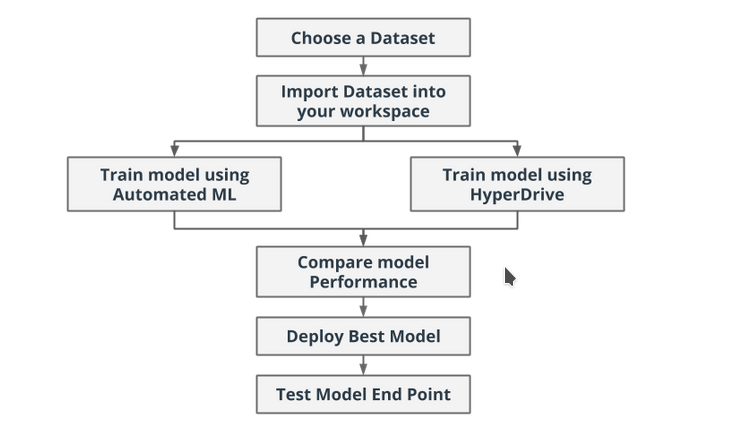 Choose a Dataset
Import Dataset into
your workspace
Train model using
Automated ML
Train model using
HyperDrive
Compare model
Performance
Deploy Best Model
Test Model End Point